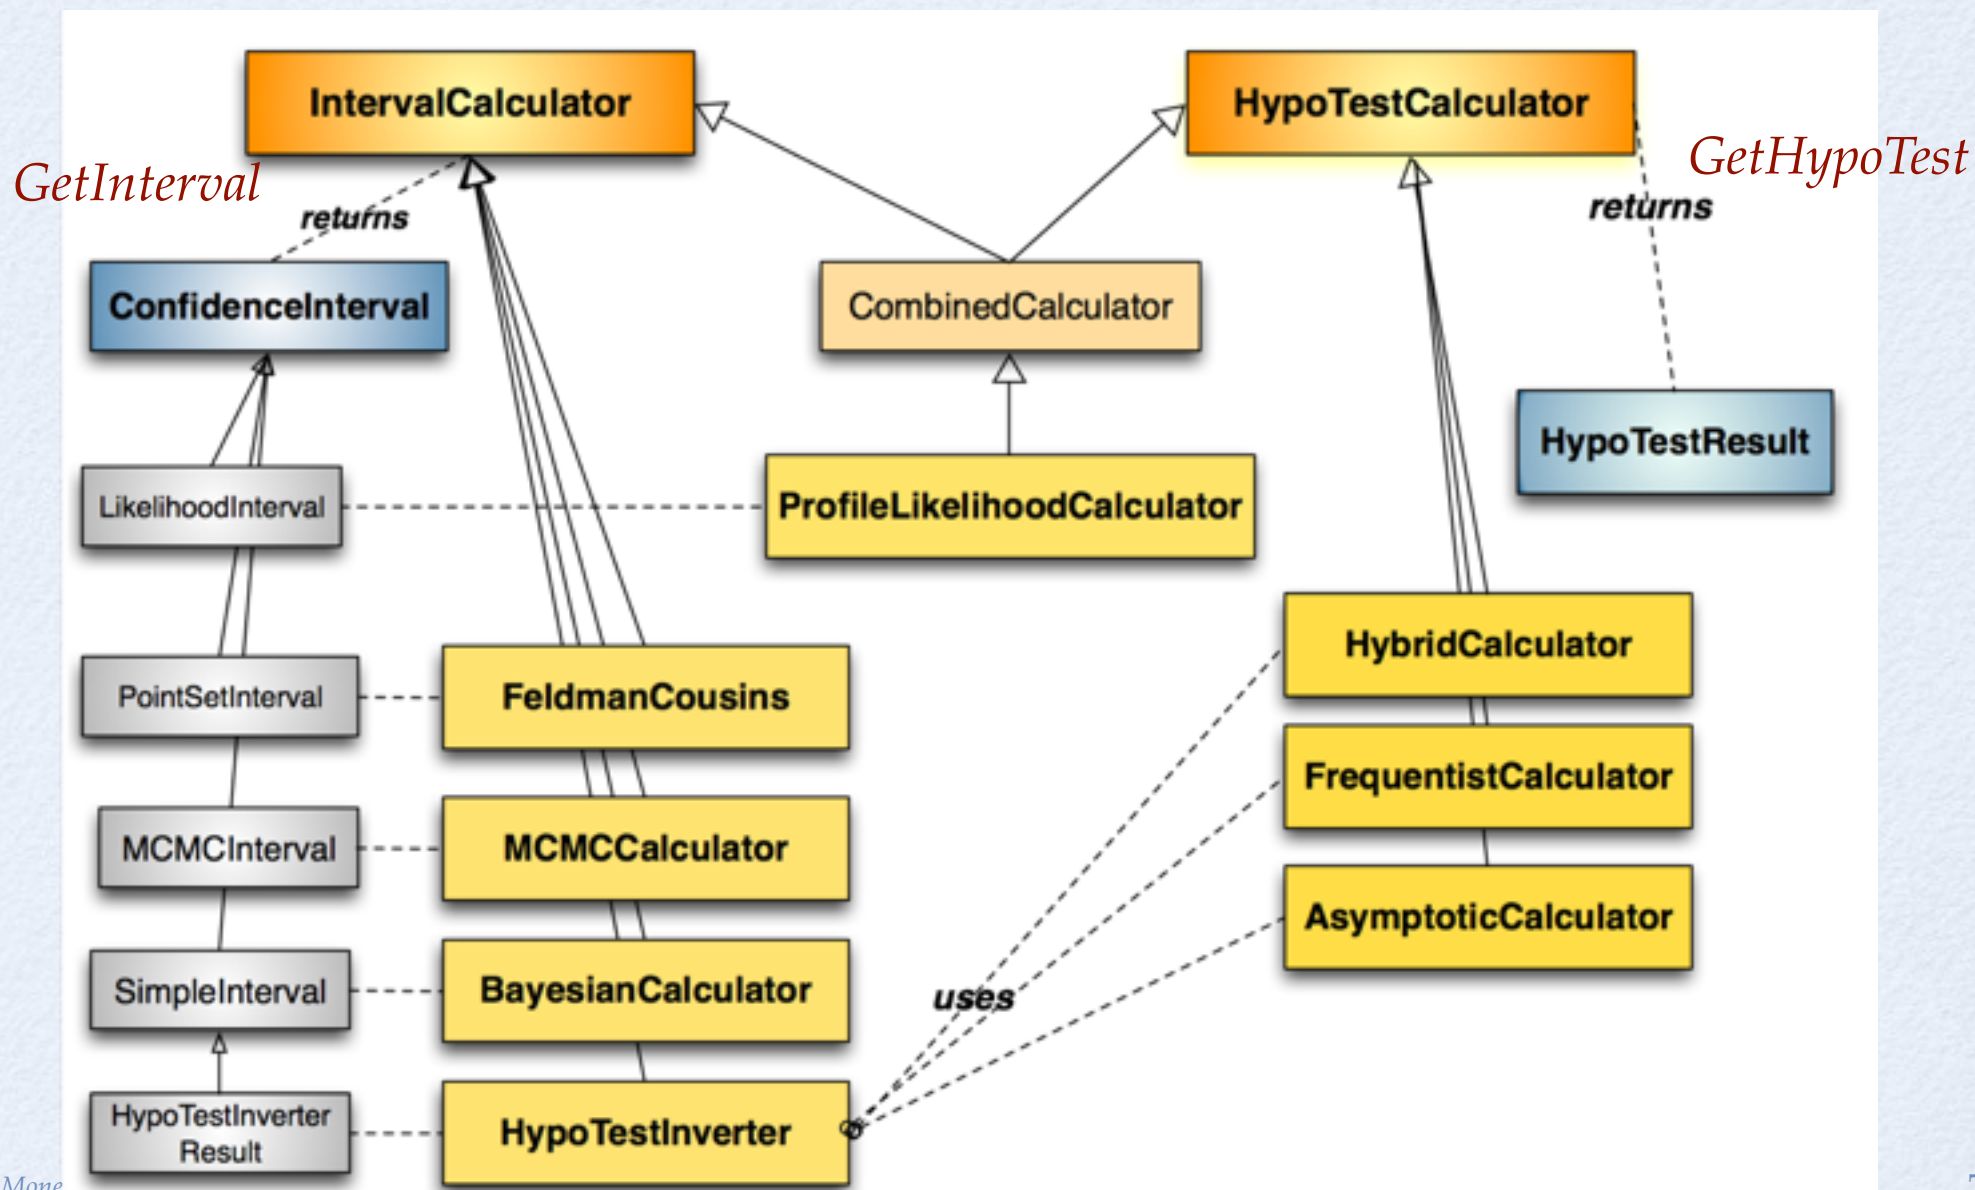 IntervalCalculator
HypoTestCalculator
GetInterval
GetHypoTest
returns
returns
ConfidenceInterval
CombinedCalculator
HypoTestResult
LikelihoodInterval
ProfileLikelihoodCalculator
HybridCalculator
PointSetInterval
FeldmanCousins
FrequentistCalculator
MCMCInterval
MCMCCalculator
AsymptoticCalculator
SimpleInterval
BayesianCalculator
uses
HypoTestInverter
Result
HypoTestInverter